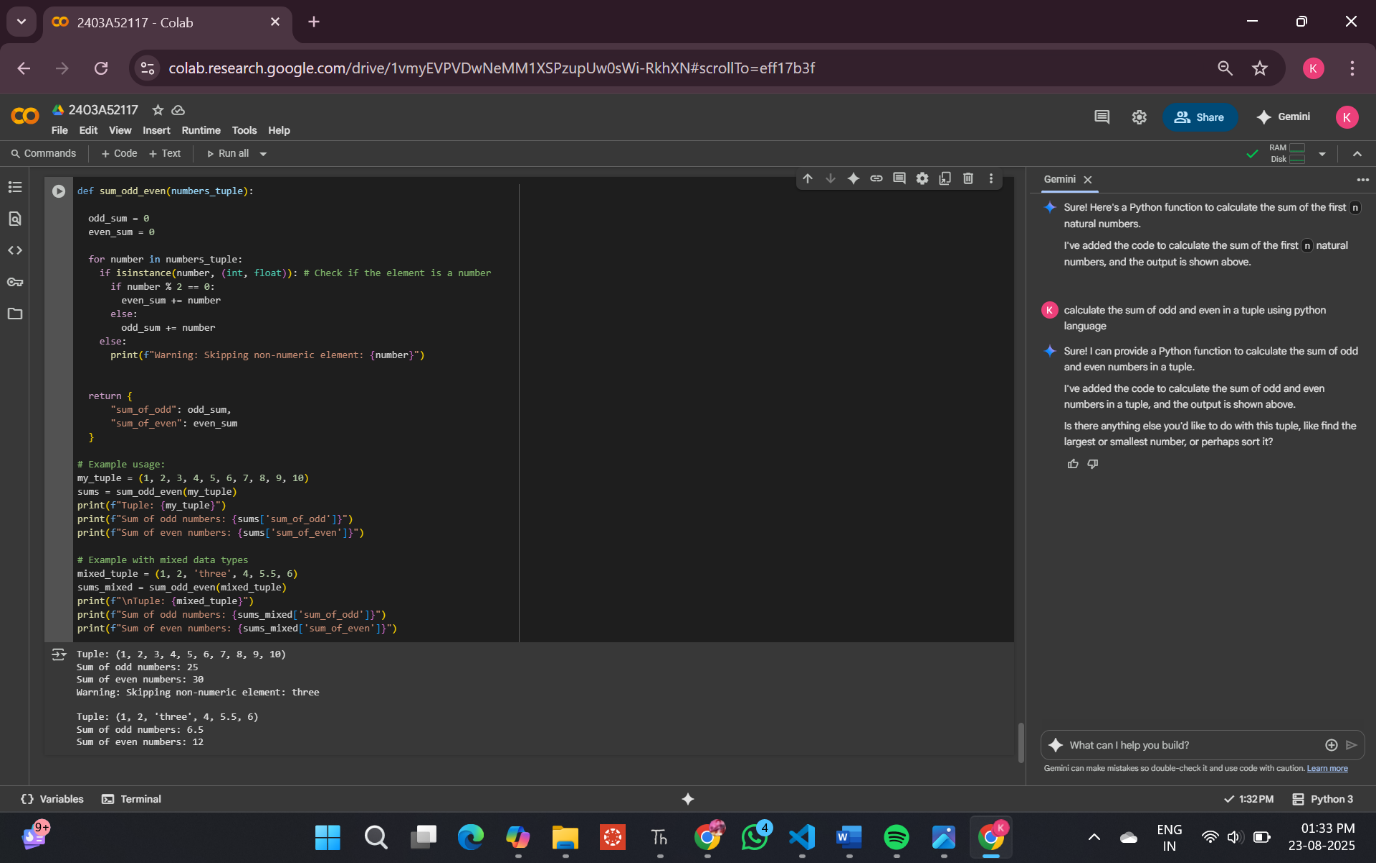 2403A52117 - Colab
colab.research.google.com/drive/1vmyEVPVDwNeMM1XSPzupUw0sWi-RkhXN#scrollTo=eff17b3f
K
2403A52117
File Edit View Insert Runtime Tools Help
Share
Gemini
K
Commands + Code + Text Run all
RAM
Disk
def sum_odd_even(numbers_tuple):
odd_sum = 0
even_sum = 0
for number in numbers_tuple:
if isinstance(number, (int, float)): # Check if the element is a number
if number % 2 == 0:
even_sum += number
else:
odd_sum += number
else:
print(f"Warning: Skipping non-numeric element: {number}")
return {
"sum_of_odd": odd_sum,
"sum_of_even": even_sum
}
# Example usage:
my_tuple = (1, 2, 3, 4, 5, 6, 7, 8, 9, 10)
sums = sum_odd_even(my_tuple)
print(f"Tuple: {my_tuple}")
print(f"Sum of odd numbers: {sums['sum_of_odd']}")
print(f"Sum of even numbers: {sums['sum_of_even']}")
# Example with mixed data types
mixed_tuple = (1, 2, 'three', 4, 5.5, 6)
sums_mixed = sum_odd_even(mixed_tuple)
print(f"\nTuple: {mixed_tuple}")
print(f"Sum of odd numbers: {sums_mixed['sum_of_odd']}")
print(f"Sum of even numbers: {sums_mixed['sum_of_even']}")
Tuple: (1, 2, 3, 4, 5, 6, 7, 8, 9, 10)
Sum of odd numbers: 25
Sum of even numbers: 30
Warning: Skipping non-numeric element: three
Tuple: (1, 2, 'three', 4, 5.5, 6)
Sum of odd numbers: 6.5
Sum of even numbers: 12
Gemini
Sure! Here's a Python function to calculate the sum of the first n
natural numbers.
I've added the code to calculate the sum of the first n natural
numbers, and the output is shown above.
K
calculate the sum of odd and even in a tuple using python
language
Sure! I can provide a Python function to calculate the sum of odd
and even numbers in a tuple.
I've added the code to calculate the sum of odd and even
numbers in a tuple, and the output is shown above.
Is there anything else you'd like to do with this tuple, like find the
largest or smallest number, or perhaps sort it?
What can I help you build?
Gemini can make mistakes so double-check it and use code with caution. Learn more
Variables Terminal
1:32 PM Python 3
9+
Th
4
W
K
ENG
IN
01:33 PM
23-08-2025